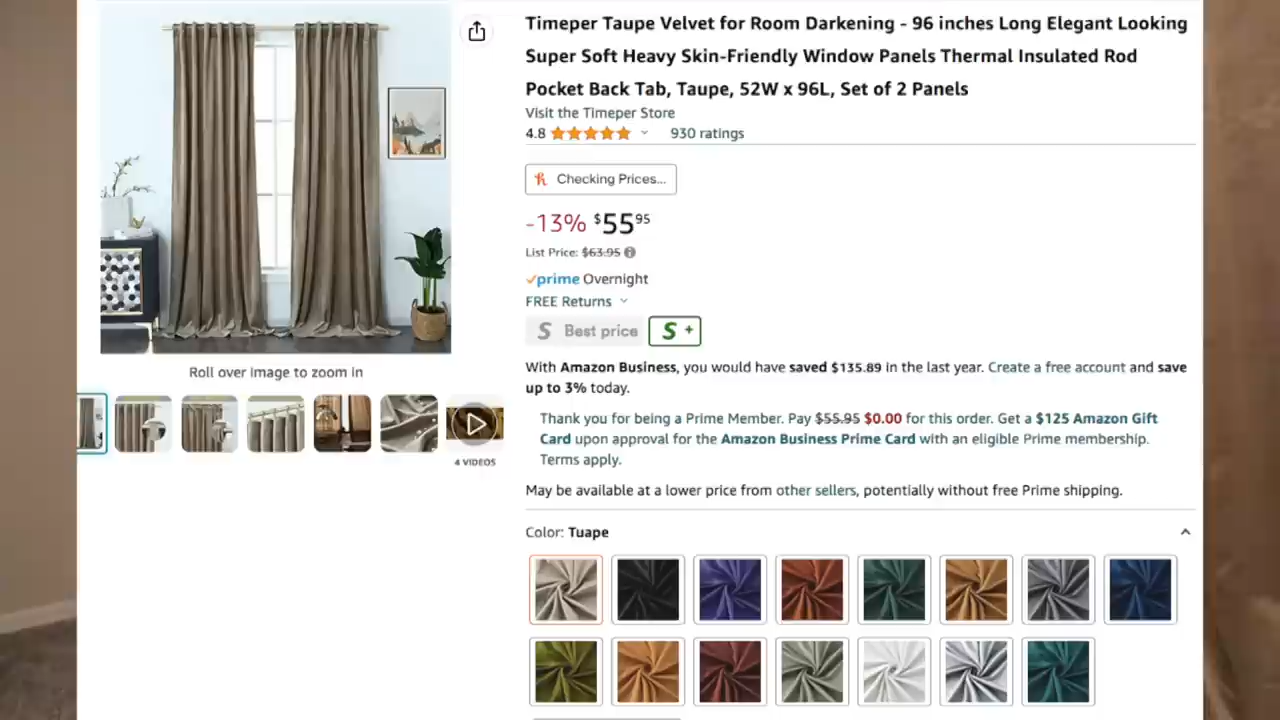 Timeper Taupe Velvet for Room Darkening - 96 inches Long Elegant Looking
Super Soft Heavy Skin-Friendly Window Panels Thermal Insulated Rod
Pocket Back Tab, Taupe, 52W x 96L, Set of 2 Panels
Visit the Timeper Store
4.8 930 ratings
Checking Prices...
-13% $55 95
List Price: $63.95
prime Overnight
FREE Returns
S Best price S +
With Amazon Business, you would have saved $135.89 in the last year. Create a free account and save
up to 3% today.
Thank you for being a Prime Member. Pay $55.95 $0.00 for this order. Get a $125 Amazon Gift
Card upon approval for the Amazon Business Prime Card with an eligible Prime membership.
Terms apply.
May be available at a lower price from other sellers, potentially without free Prime shipping.
Color: Tuape
Roll over image to zoom in
4 VIDEOS